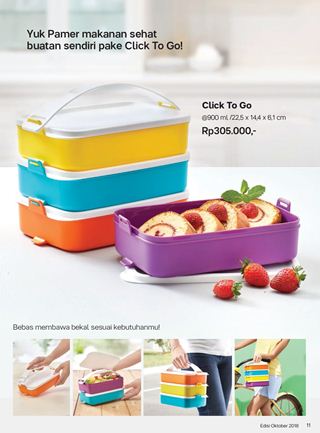 Yuk Pamer makanan sehat
buatan sendiri pake Click To Go!
Click To Go
@900 ml /22,5 x 14,4 x 6,1 cm
Rp305.000,-
Bebas membawa bekal sesuai kebutuhanmu!
Edisi Oktober 2018 11